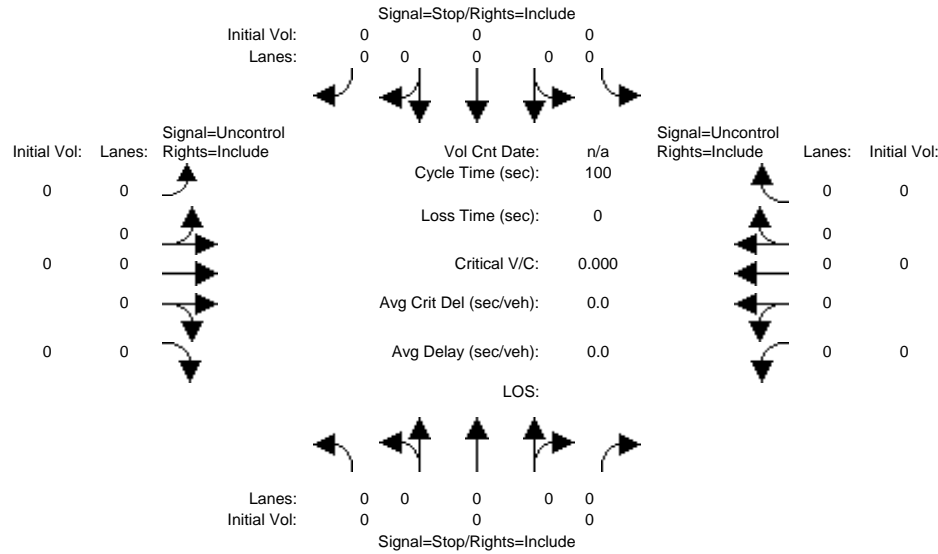 Signal=Stop/Rights=Include
Initial Vol: 0 0 0
Lanes: 0 0 0 0 0
Signal=Uncontrol Signal=Uncontrol
Initial Vol: Lanes: Rights=Include Vol Cnt Date: n/a Rights=Include Lanes: Initial Vol:
Cycle Time (sec): 100
0 0 0 0
Loss Time (sec): 0
0 0
0 0 Critical V/C: 0.000 0 0
0 Avg Crit Del (sec/veh): 0.0 0
0 0 Avg Delay (sec/veh): 0.0 0 0
LOS:
Lanes: 0 0 0 0 0
Initial Vol: 0 0 0
Signal=Stop/Rights=Include